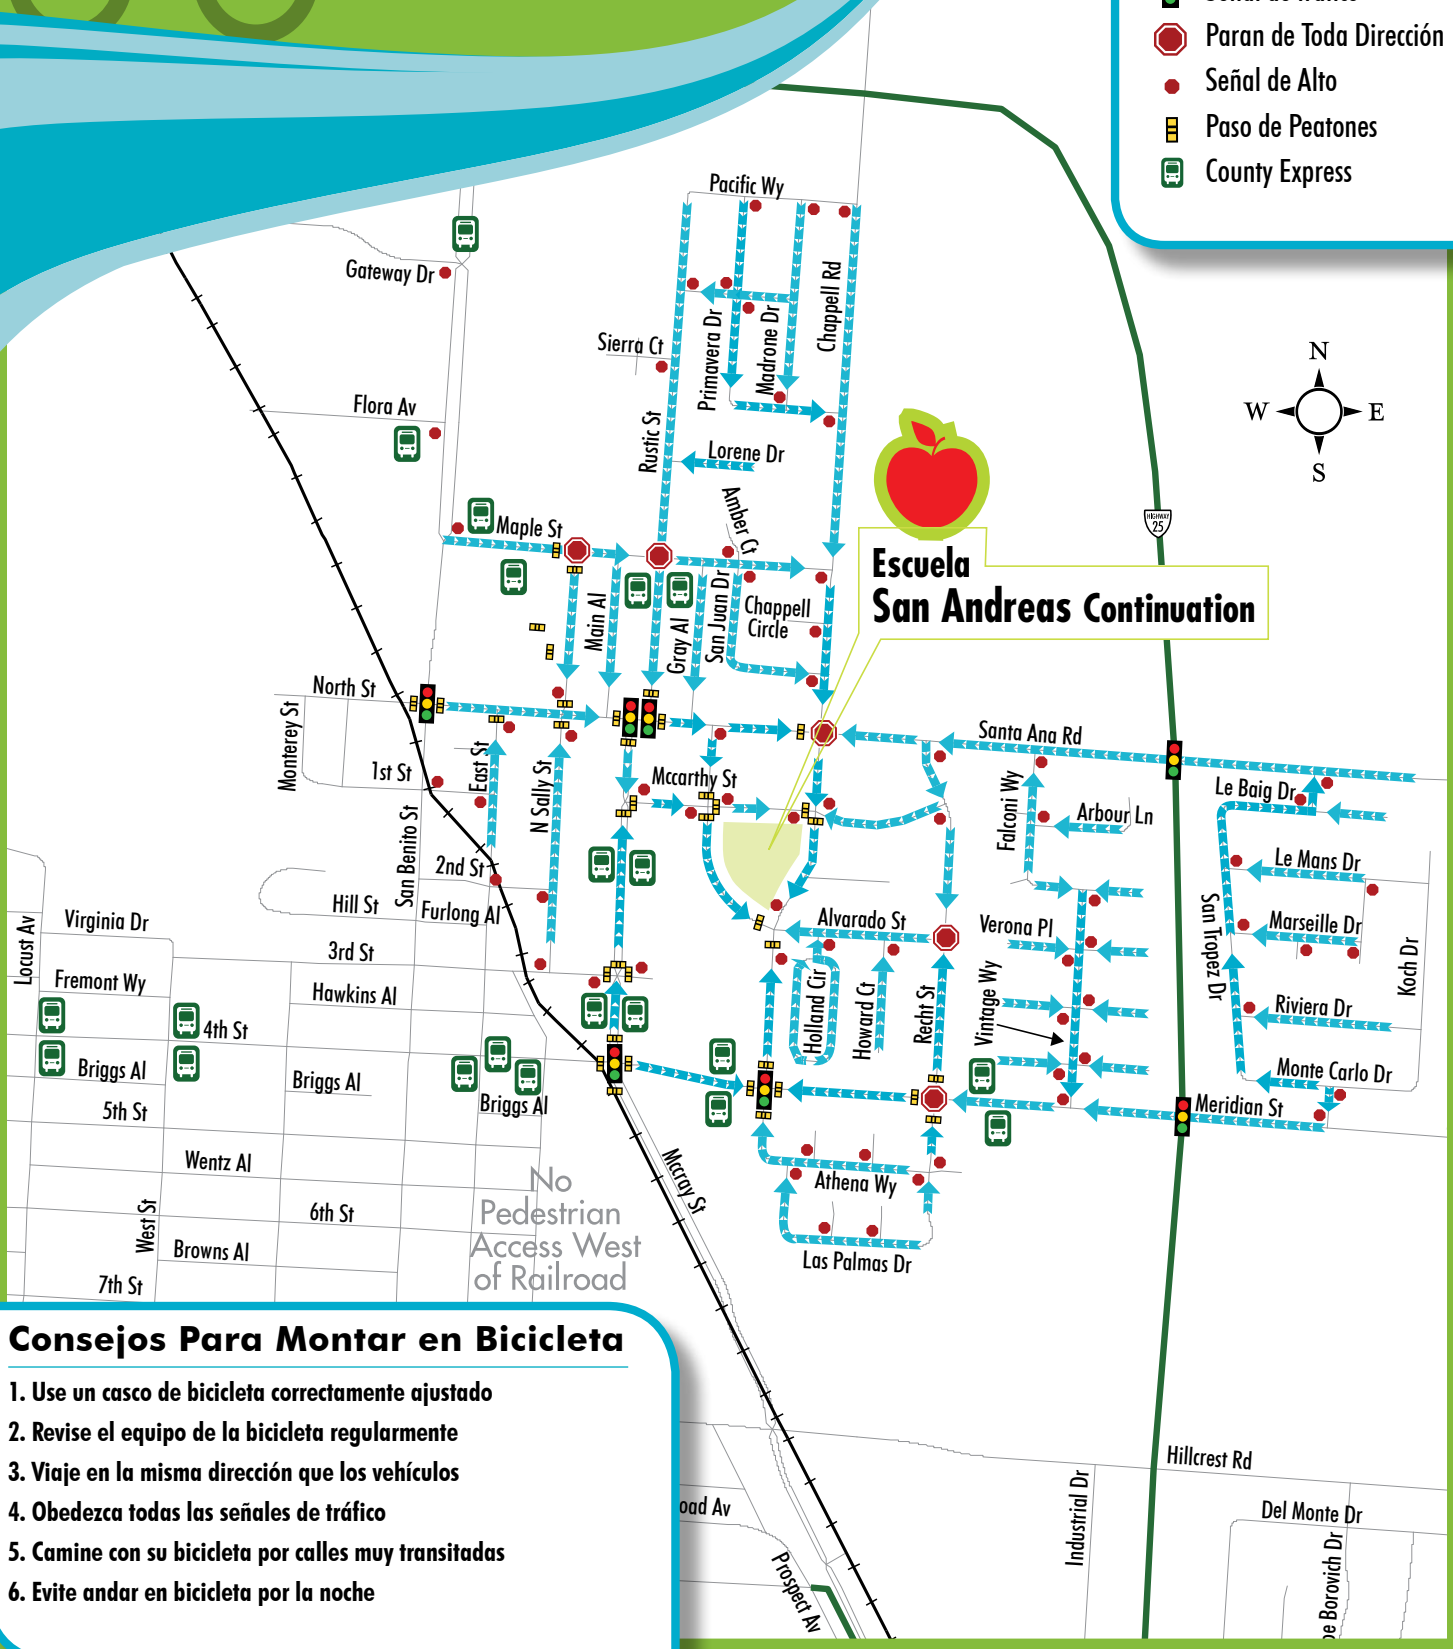 Paran de Toda Dirección
Señal de Alto
Paso de Peatones
County Express
Pacific Wy
Gateway Dr
Chappell Rd
Primavera Dr
Madrone Dr
Sierra Ct
N
W
E
S
Flora Av
Rustic St
Lorene Dr
Amber Ct
Maple St
HIGHWAY
25
Escuela
San Andreas Continuation
Main Al
Gray Al
San Juan Dr
Chappell
Circle
North St
Monterey St
Santa Ana Rd
1st St
East St
N Sally St
Mccarthy St
Falconi Wy
Arbour Ln
Le Baig Dr
San Benito St
2nd St
Le Mans Dr
Hill St
Furlong Al
Virginia Dr
Locust Av
3rd St
Alvarado St
Verona Pl
San Tropez Dr
Marseille Dr
Koch Dr
Fremont Wy
Hawkins Al
Holland Cir
Howard Ct
Recht St
Vintage Wy
Riviera Dr
4th St
Briggs Al
Briggs Al
Briggs Al
Monte Carlo Dr
Meridian St
5th St
Wentz Al
Mccray St
Athena Wy
No
Pedestrian
Access West
of Railroad
West St
6th St
Browns Al
Las Palmas Dr
7th St
Consejos Para Montar en Bicicleta
1. Use un casco de bicicleta correctamente ajustado
2. Revise el equipo de la bicicleta regularmente
3. Viaje en la misma dirección que los vehículos
4. Obedezca todas las señales de tráfico
5. Camine con su bicicleta por calles muy transitadas
6. Evite andar en bicicleta por la noche
Hillcrest Rd
Industrial Dr
Del Monte Dr
oad Av
Prospect Av
Borovich Dr